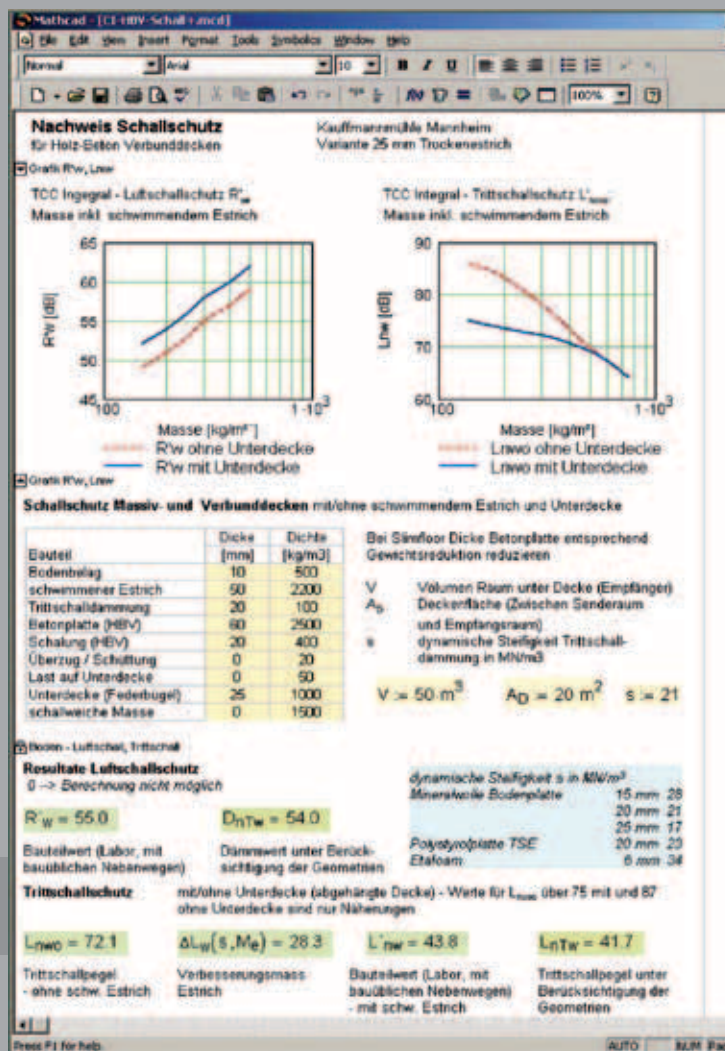 Mathcad - [CI-HBV-Schall+.mcd]
File Edit View Insert Format Tools Symbolics Window Help
Normal Arial 10 B I U
100%
Nachweis Schallschutz
für Holz-Beton Verbunddecken
Kauffmannmühle Mannheim
Variante 25 mm Trockenestrich
Grafik R'w, Lnw
TCC Ingegral - Luftschallschutz R'w
Masse inkl. schwimmendem Estrich
65
60
55
50
45
R'w [dB]
100 1·10³
Masse [kg/m²]
R'w ohne Unterdecke
R'w mit Unterdecke
TCC Integral - Trittschallschutz L'
Masse inkl. schwimmendem Estrich
90
80
70
60
Lnw [dB]
100 1·10³
Masse [kg/m²]
Lnwo ohne Unterdecke
Lnwo mit Unterdecke
Grafik R'w, Lnw
Schallschutz Massiv- und Verbunddecken mit/ohne schwimmendem Estrich und Unterdecke
Bauteil Dicke [mm] Dichte [kg/m3]
Bodenbelag 10 500
schwimmener Estrich 50 2200
Trittschalldämmung 20 100
Betonplatte (HBV) 60 2500
Schalung (HBV) 20 400
Überzug / Schüttung 0 20
Last auf Unterdecke 0 50
Unterdecke (Federbügel) 25 1000
schallweiche Masse 0 1500
Bei Slimfloor Dicke Betonplatte entsprechend
Gewichtsreduktion reduzieren
V Volumen Raum unter Decke (Empfänger)
A_D Deckenfläche (Zwischen Senderaum
und Empfangsraum)
s dynamische Steifigkeit Trittschall-
dämmung in MN/m3
V := 50 m³ A_D = 20 m² s := 21
Boden - Luftschall, Trittschall
Resultate Luftschallschutz
0 --> Berechnung nicht möglich
R'w = 55.0 DnTw = 54.0
Bauteilwert (Labor, mit
bauüblichen Nebenwegen)
Dämmwert unter Berück-
sichtigung der Geometrien
dynamische Steifigkeit s in MN/m³
Mineralwolle Bodenplatte 15 mm 28
20 mm 21
25 mm 17
Polystyrolplatte TSE 20 mm 23
Etafoam 6 mm 34
Trittschallschutz mit/ohne Unterdecke (abgehängte Decke) - Werte für Lnwo über 75 mit und 87
ohne Unterdecke sind nur Näherungen
Lnwo = 72.1 ΔLw(s,Me) = 28.3 L'nw = 43.8 LnTw = 41.7
Trittschallpegel
- ohne schw. Estrich
Verbesserungsmass
Estrich
Bauteilwert (Labor, mit
bauüblichen Nebenwegen)
- mit schw. Estrich
Trittschallpegel unter
Berücksichtigung der
Geometrien
Press F1 for help. AUTO NUM Pa